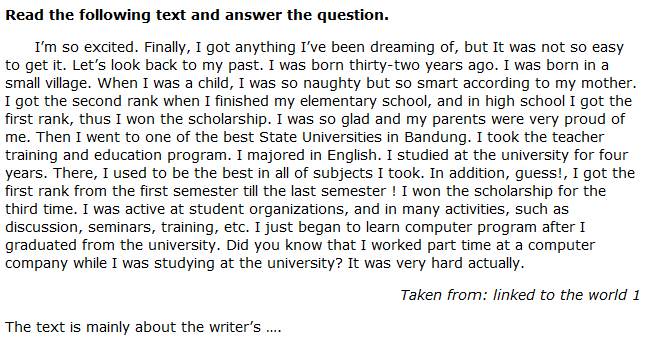 Read the following text and answer the question.
I’m so excited. Finally, I got anything I’ve been dreaming of, but It was not so easy
to get it. Let’s look back to my past. I was born thirty-two years ago. I was born in a
small village. When I was a child, I was so naughty but so smart according to my mother.
I got the second rank when I finished my elementary school, and in high school I got the
first rank, thus I won the scholarship. I was so glad and my parents were very proud of
me. Then I went to one of the best State Universities in Bandung. I took the teacher
training and education program. I majored in English. I studied at the university for four
years. There, I used to be the best in all of subjects I took. In addition, guess!, I got the
first rank from the first semester till the last semester ! I won the scholarship for the
third time. I was active at student organizations, and in many activities, such as
discussion, seminars, training, etc. I just began to learn computer program after I
graduated from the university. Did you know that I worked part time at a computer
company while I was studying at the university? It was very hard actually.
Taken from: linked to the world 1
The text is mainly about the writer’s ....